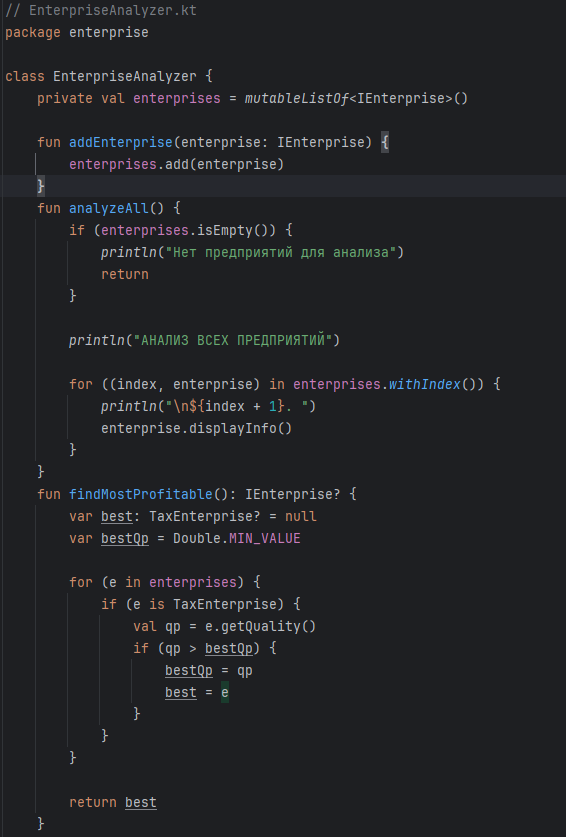 // EnterpriseAnalyzer.kt
package enterprise
class EnterpriseAnalyzer {
    private val enterprises = mutableListOf<IEnterprise>()
    fun addEnterprise(enterprise: IEnterprise) {
        enterprises.add(enterprise)
    }
    fun analyzeAll() {
        if (enterprises.isEmpty()) {
            println("Нет предприятий для анализа")
            return
        }
        println("АНАЛИЗ ВСЕХ ПРЕДПРИЯТИЙ")
        for ((index, enterprise) in enterprises.withIndex()) {
            println("\n${index + 1}. ")
            enterprise.displayInfo()
        }
    }
    fun findMostProfitable(): IEnterprise? {
        var best: TaxEnterprise? = null
        var bestQp = Double.MIN_VALUE
        for (e in enterprises) {
            if (e is TaxEnterprise) {
                val qp = e.getQuality()
                if (qp > bestQp) {
                    bestQp = qp
                    best = e
                }
            }
        }
        return best
    }